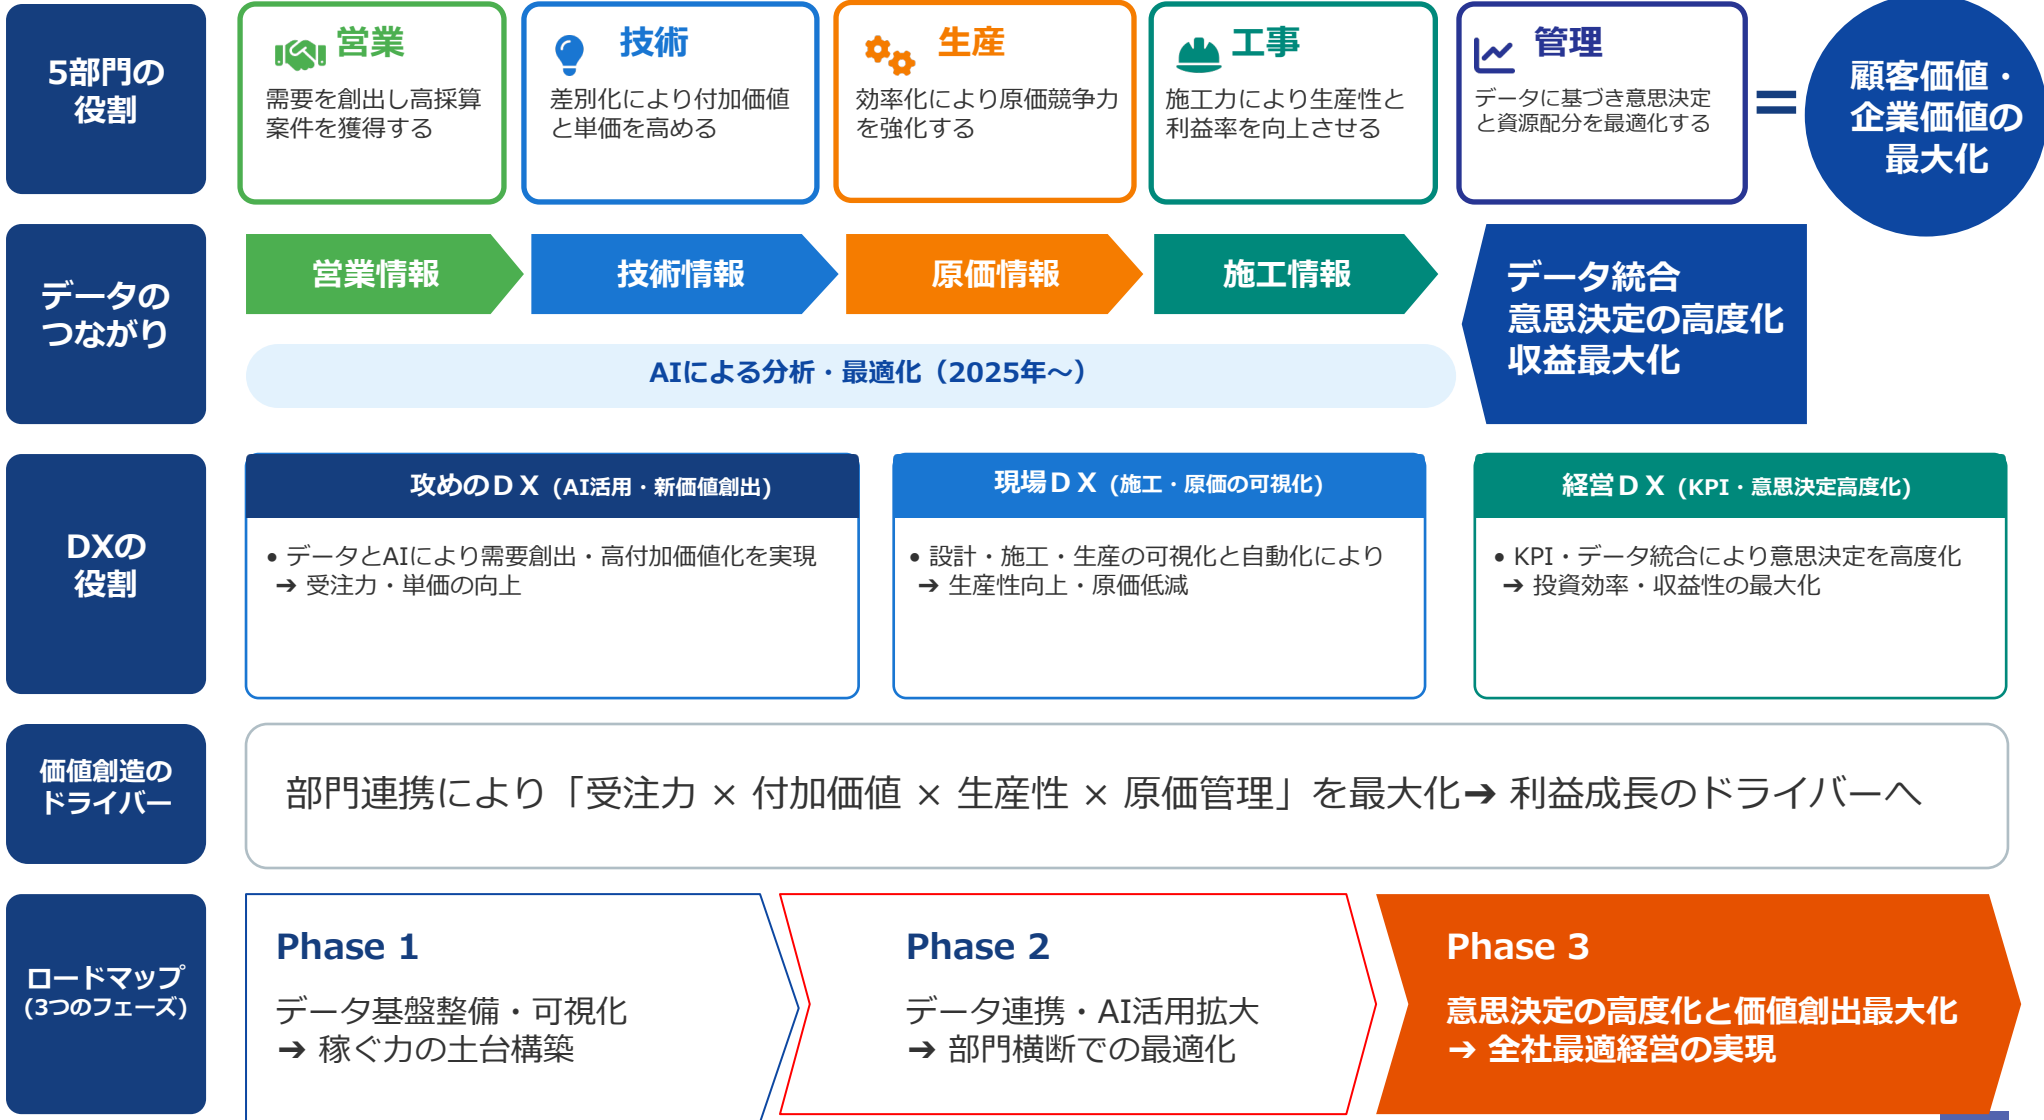 5部門の
役割
営業
需要を創出し高採算
案件を獲得する
技術
差別化により付加価値
と単価を高める
生産
効率化により原価競争力
を強化する
工事
施工力により生産性と
利益率を向上させる
管理
データに基づき意思決定
と資源配分を最適化する
=
顧客価値・
企業価値の
最大化
データの
つながり
営業情報
技術情報
原価情報
施工情報
AIによる分析・最適化（2025年～）
データ統合
意思決定の高度化
収益最大化
DXの
役割
攻めのＤＸ (AI活用・新価値創出)
• データとAIにより需要創出・高付加価値化を実現
➔ 受注力・単価の向上
現場ＤＸ (施工・原価の可視化)
• 設計・施工・生産の可視化と自動化により
➔ 生産性向上・原価低減
経営ＤＸ (KPI・意思決定高度化)
• KPI・データ統合により意思決定を高度化
➔ 投資効率・収益性の最大化
価値創造の
ドライバー
部門連携により「受注力 × 付加価値 × 生産性 × 原価管理」を最大化➔ 利益成長のドライバーへ
ロードマップ
(3つのフェーズ)
Phase 1
データ基盤整備・可視化
➔ 稼ぐ力の土台構築
Phase 2
データ連携・AI活用拡大
➔ 部門横断での最適化
Phase 3
意思決定の高度化と価値創出最大化
➔ 全社最適経営の実現